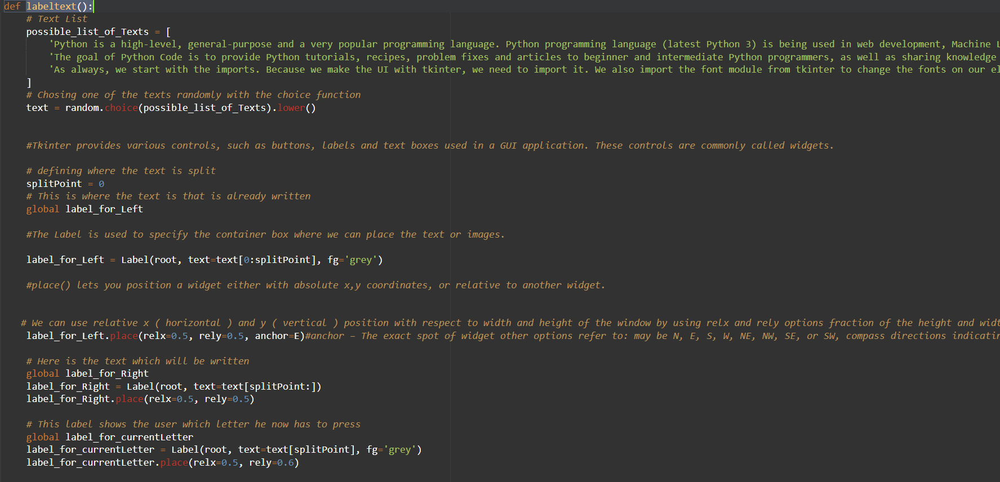 def labeltext():
# Text List
possible_list_of_Texts = [
'Python is a high-level, general-purpose and a very popular programming language. Python programming language (latest Python 3) is being used in web development, Machine L
'The goal of Python Code is to provide Python tutorials, recipes, problem fixes and articles to beginner and intermediate Python programmers, as well as sharing knowledge
'As always, we start with the imports. Because we make the UI with tkinter, we need to import it. We also import the font module from tkinter to change the fonts on our el
]
# Chosing one of the texts randomly with the choice function
text = random.choice(possible_list_of_Texts).lower()
#Tkinter provides various controls, such as buttons, labels and text boxes used in a GUI application. These controls are commonly called widgets.
# defining where the text is split
splitPoint = 0
# This is where the text is that is already written
global label_for_Left
#The Label is used to specify the container box where we can place the text or images.
label_for_Left = Label(root, text=text[0:splitPoint], fg='grey')
#place() lets you position a widget either with absolute x,y coordinates, or relative to another widget.
# We can use relative x ( horizontal ) and y ( vertical ) position with respect to width and height of the window by using relx and rely options fraction of the height and widt
label_for_Left.place(relx=0.5, rely=0.5, anchor=E)#anchor – The exact spot of widget other options refer to: may be N, E, S, W, NE, NW, SE, or SW, compass directions indicatin
# Here is the text which will be written
global label_for_Right
label_for_Right = Label(root, text=text[splitPoint:])
label_for_Right.place(relx=0.5, rely=0.5)
# This label shows the user which letter he now has to press
global label_for_currentLetter
label_for_currentLetter = Label(root, text=text[splitPoint], fg='grey')
label_for_currentLetter.place(relx=0.5, rely=0.6)